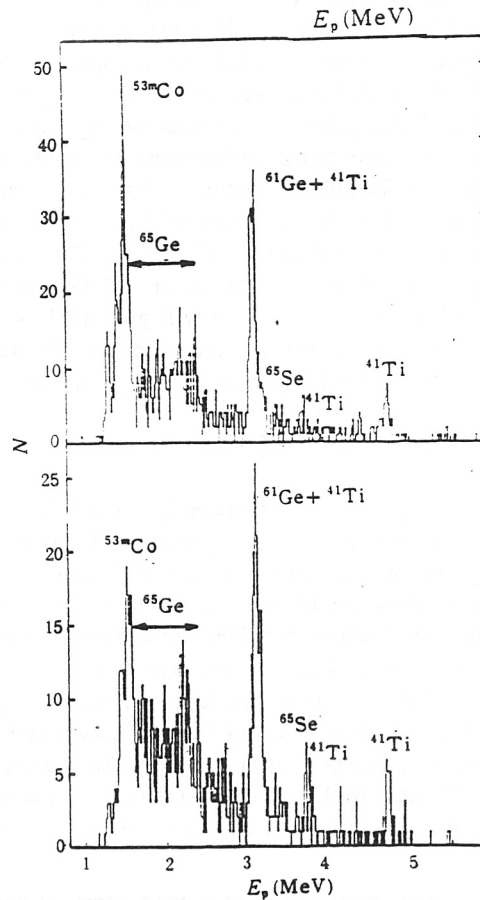 E_p (MeV)
50
⁵³ᵐCo
40
⁶¹Ge+ ⁴¹Ti
30
⁶⁵Ge
20
10
⁶⁵Se
⁴¹Ti
⁴¹Ti
0
N
25
⁶¹Ge+ ⁴¹Ti
⁵³ᵐCo
20
⁶⁵Ge
15
10
⁶⁵Se
⁴¹Ti
⁴¹Ti
5
0
1 2 3 4 5
E_p (MeV)